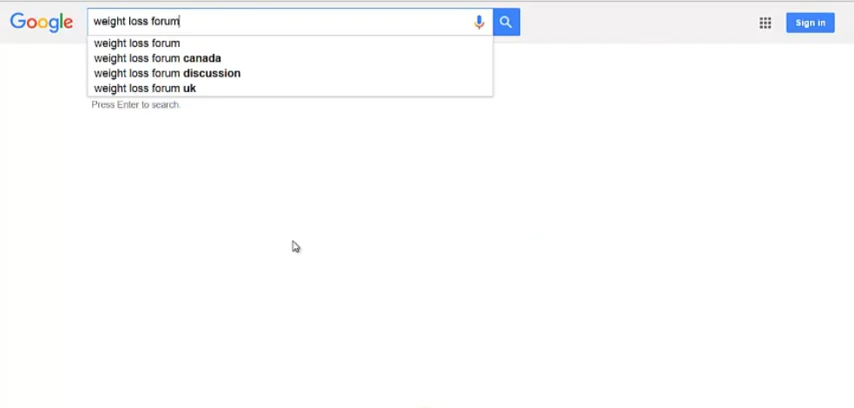 Google weight loss forum Sign in
weight loss forum
weight loss forum canada
weight loss forum discussion
weight loss forum uk
Press Enter to search.